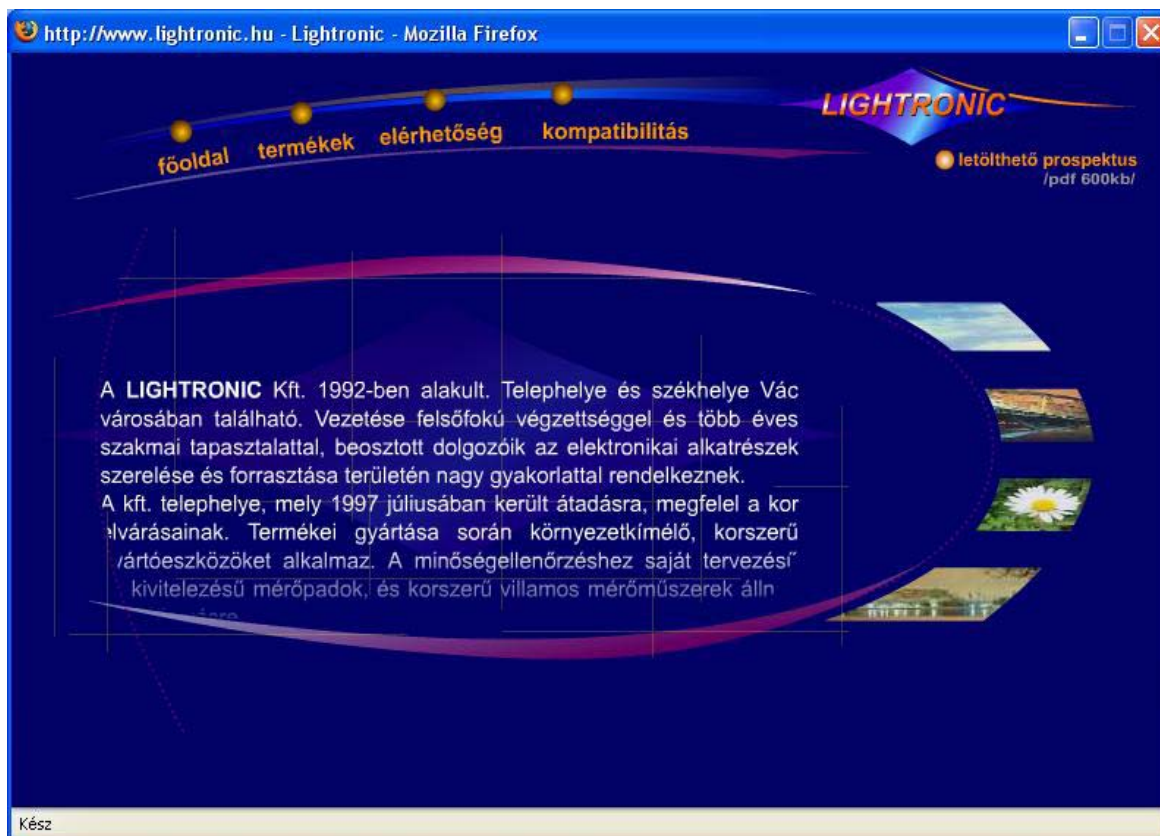 http://www.lightronic.hu - Lightronic - Mozilla Firefox
főoldal termékek elérhetőség kompatibilitás
LIGHTRONIC
letölthető prospektus
/pdf 600kb/
A LIGHTRONIC Kft. 1992-ben alakult. Telephelye és székhelye Vác
városában található. Vezetése felsőfokú végzettséggel és több éves
szakmai tapasztalattal, beosztott dolgozóik az elektronikai alkatrészek
szerelése és forrasztása területén nagy gyakorlattal rendelkeznek.
A kft. telephelye, mely 1997 júliusában került átadásra, megfelel a kor
elvárásainak. Termékei gyártása során környezetkímélő, korszerű
ártóeszközöket alkalmaz. A minőségellenőrzéshez saját tervezésű
kivitelezésű mérőpadok, és korszerű villamos mérőműszerek álln
Kész